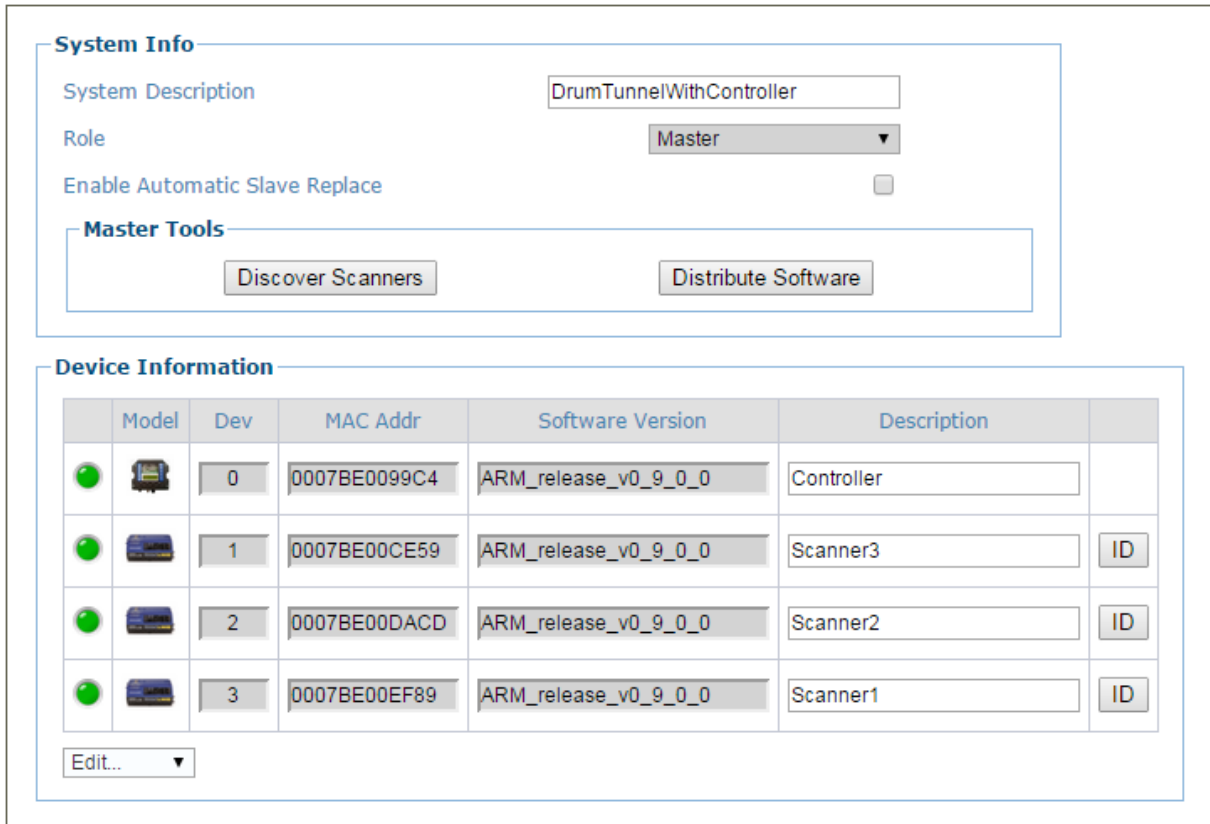 System Info
System Description DrumTunnelWithController
Role Master
Enable Automatic Slave Replace
Master Tools
Discover Scanners Distribute Software
Device Information
Model Dev MAC Addr Software Version Description
0 0007BE0099C4 ARM_release_v0_9_0_0 Controller
1 0007BE00CE59 ARM_release_v0_9_0_0 Scanner3 ID
2 0007BE00DACD ARM_release_v0_9_0_0 Scanner2 ID
3 0007BE00EF89 ARM_release_v0_9_0_0 Scanner1 ID
Edit...